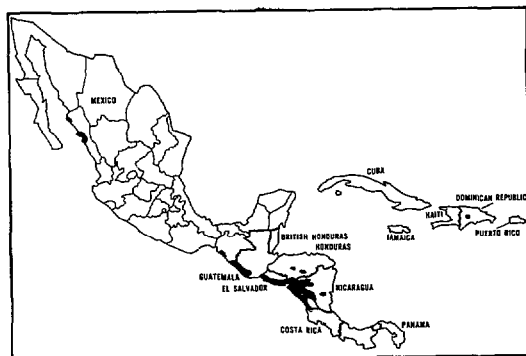 MEXICO
CUBA
DOMINICAN REPUBLIC
HAITI
JAMAICA
PUERTO RICO
BRITISH HONDURAS
HONDURAS
GUATEMALA
EL SALVADOR
NICARAGUA
COSTA RICA
PANAMA